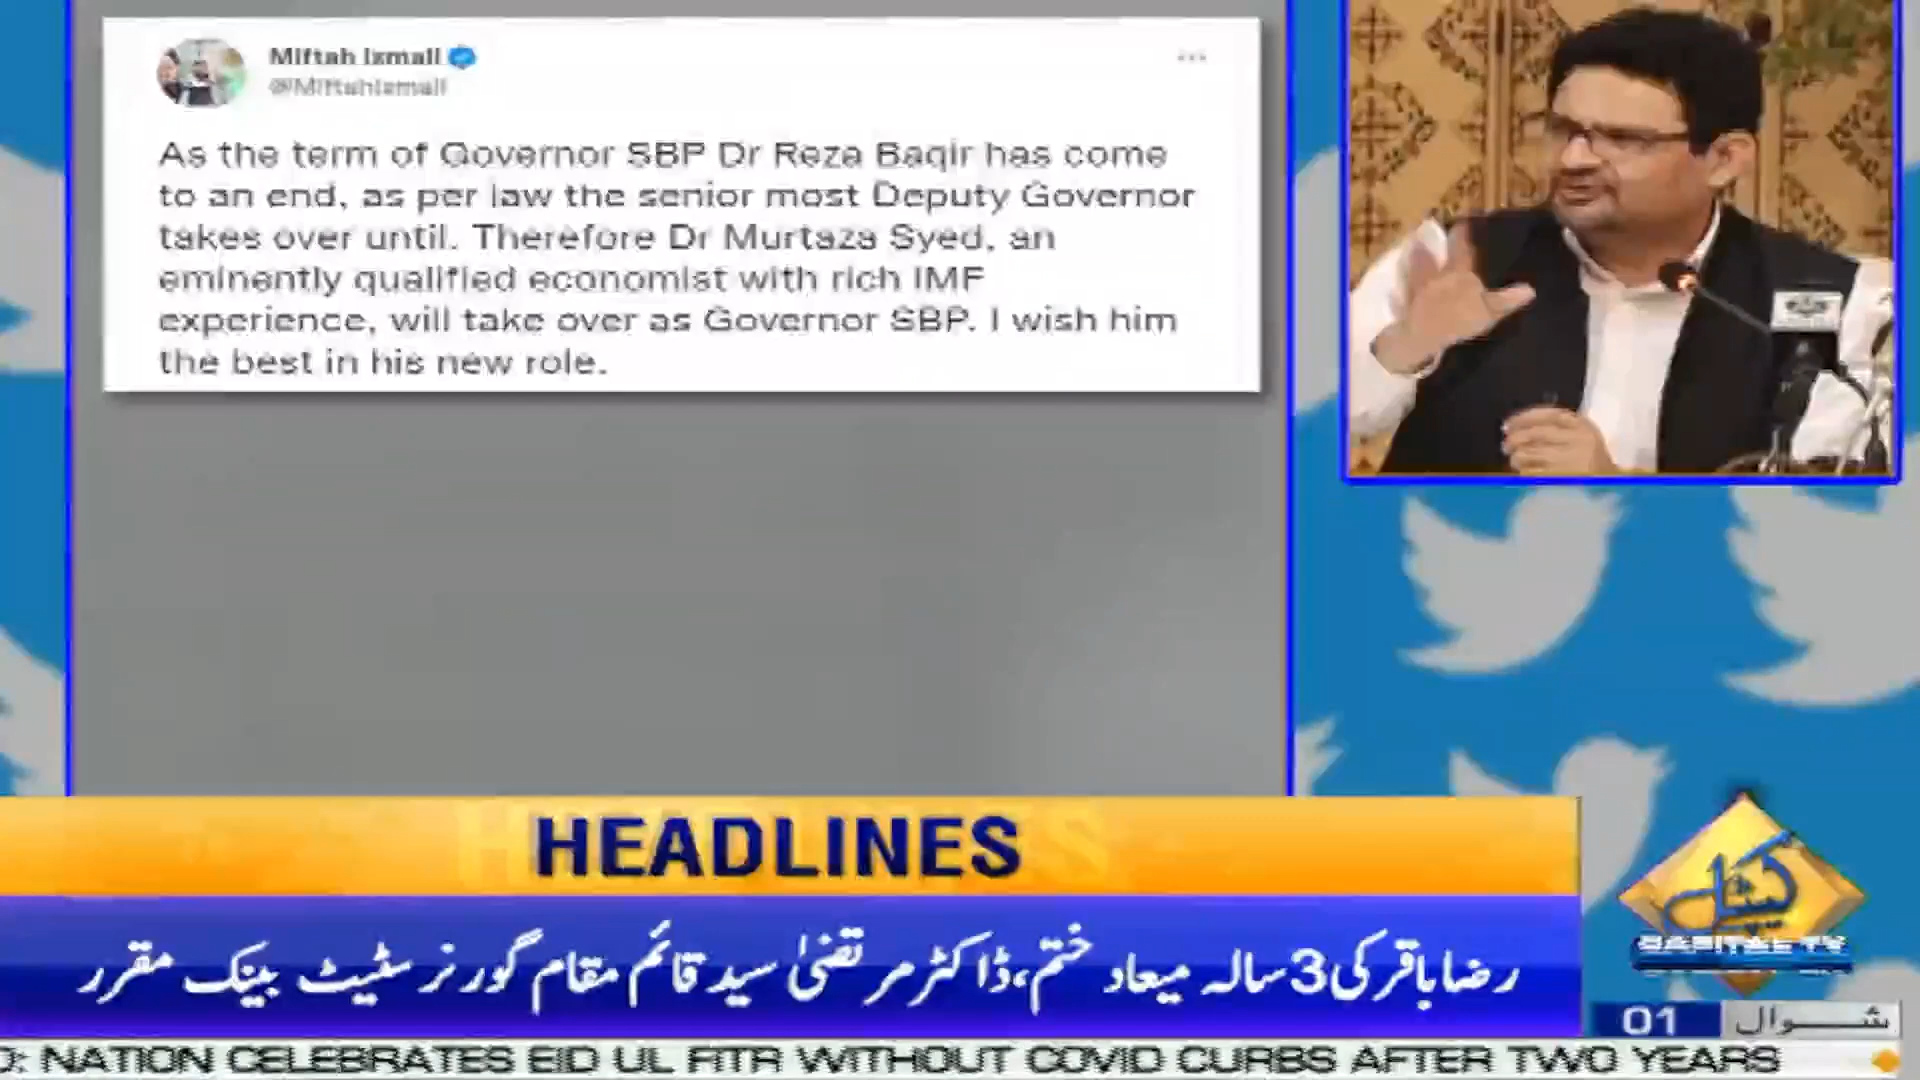 Miftah Ismail
@MiftahIsmail
As the term of Governor SBP Dr Reza Baqir has come
to an end, as per law the senior most Deputy Governor
takes over until. Therefore Dr Murtaza Syed, an
eminently qualified economist with rich IMF
experience, will take over as Governor SBP. I wish him
the best in his new role.
HEADLINES
رضا باقر کی 3 سالہ میعاد ختم، ڈاکٹر مرتضیٰ سید قائم مقام گورنر سٹیٹ بینک مقرر
کیپیٹل
CAPITAL TV
01 شوال
D: NATION CELEBRATES EID UL FITR WITHOUT COVID CURBS AFTER TWO YEARS